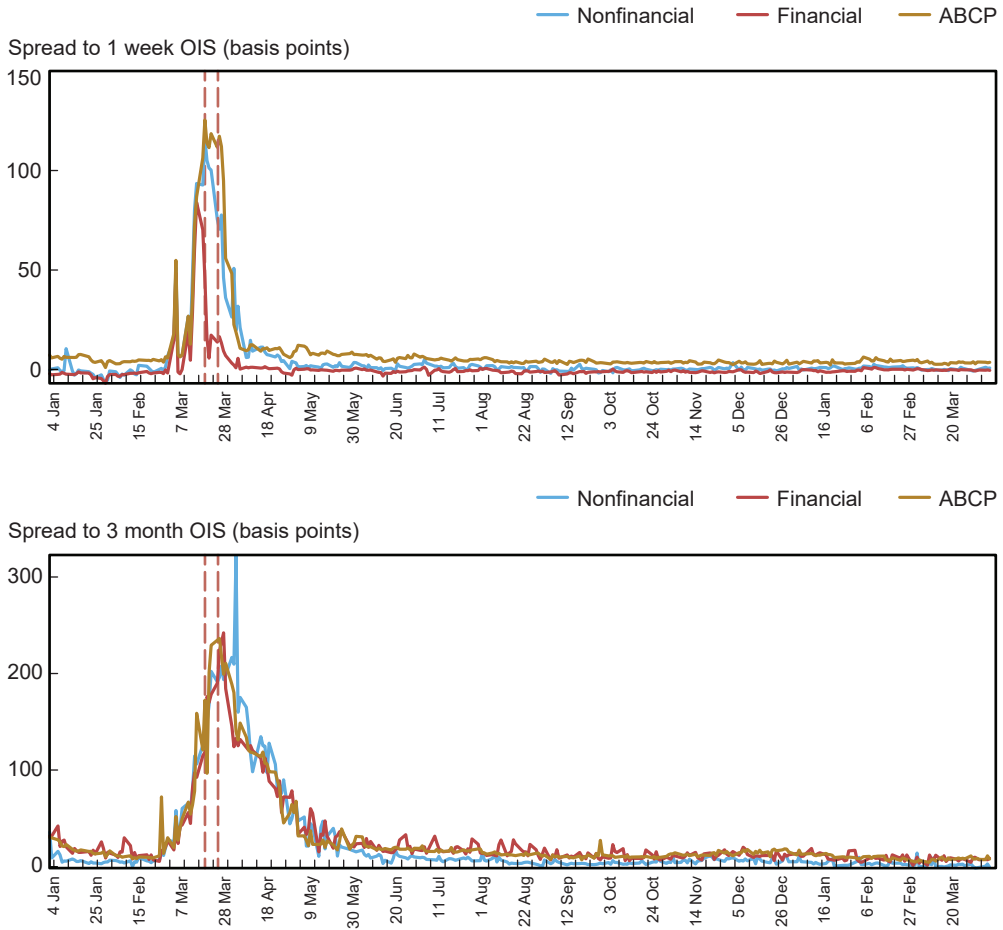 Nonfinancial Financial ABCP
Spread to 1 week OIS (basis points)
150
100
50
0
4 Jan 25 Jan 15 Feb 7 Mar 28 Mar 18 Apr 9 May 30 May 20 Jun 11 Jul 1 Aug 22 Aug 12 Sep 3 Oct 24 Oct 14 Nov 5 Dec 26 Dec 16 Jan 6 Feb 27 Feb 20 Mar
Nonfinancial Financial ABCP
Spread to 3 month OIS (basis points)
300
200
100
0
4 Jan 25 Jan 15 Feb 7 Mar 28 Mar 18 Apr 9 May 30 May 20 Jun 11 Jul 1 Aug 22 Aug 12 Sep 3 Oct 24 Oct 14 Nov 5 Dec 26 Dec 16 Jan 6 Feb 27 Feb 20 Mar